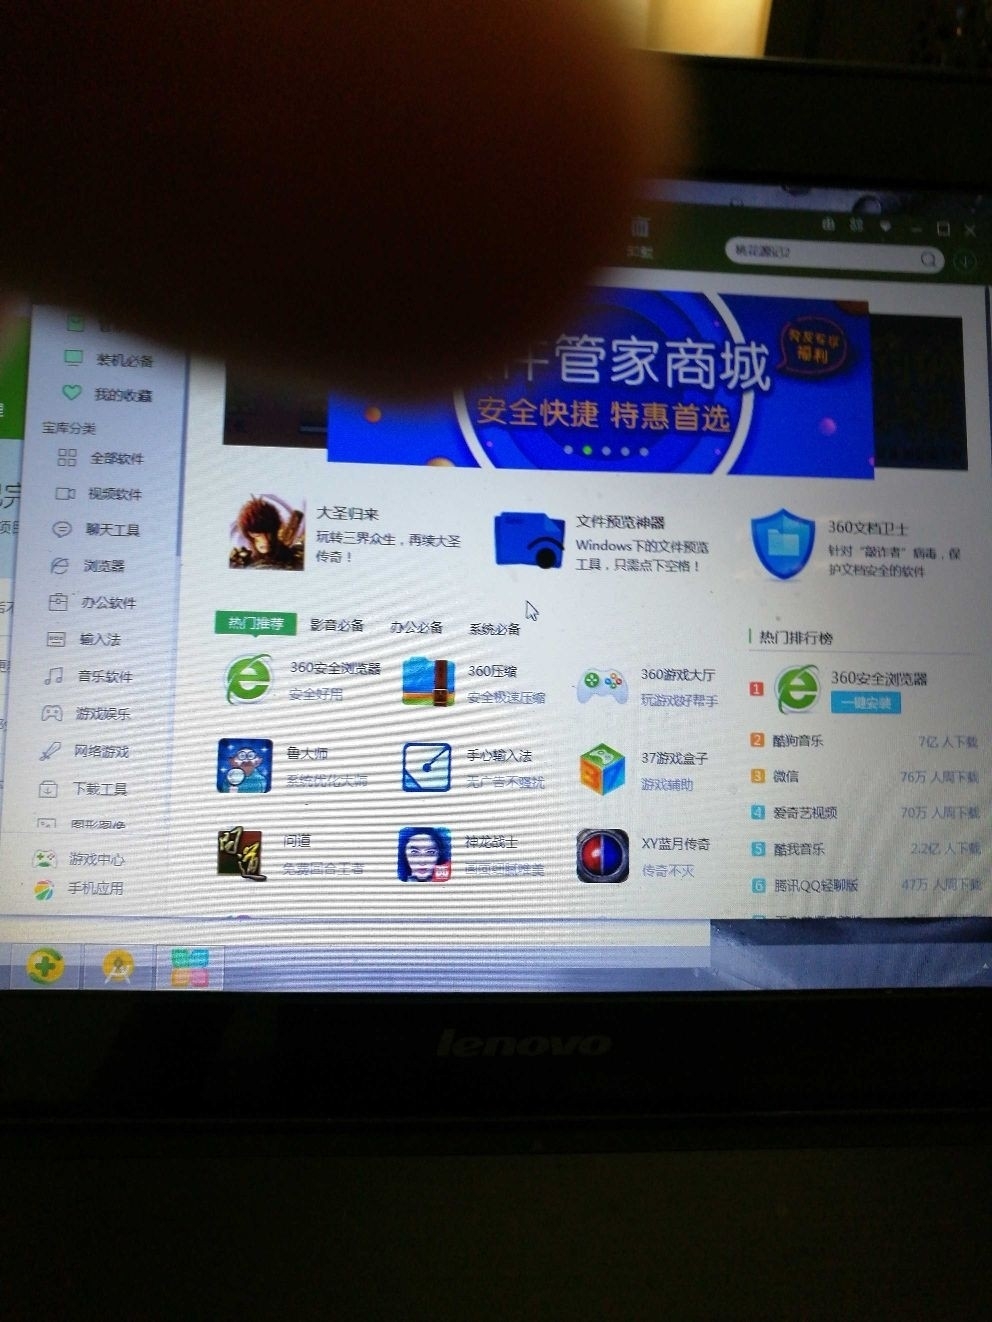 桃花源记2
装机必备
我的收藏
宝库分类
全部软件
视频软件
聊天工具
浏览器
办公软件
输入法
音乐软件
游戏娱乐
网络游戏
下载工具
图形图像
游戏中心
手机应用
管家商城
安全快捷 特惠首选
福利
大圣归来
玩转三界众生，再续大圣
传奇！
文件预览神器
Windows下的文件预览
工具，只需点下空格！
360文档卫士
针对“敲诈者”病毒，保
护文档安全的软件
热门推荐 影音必备 办公必备 系统必备
360安全浏览器
安全好用
360压缩
安全极速压缩
360游戏大厅
玩游戏好帮手
鲁大师
系统优化大师
手心输入法
无广告不骚扰
37游戏盒子
游戏辅助
问道
免费回合王者
神龙战士
画面细腻唯美
XY蓝月传奇
传奇不灭
热门排行榜
1 360安全浏览器
一键安装
2 酷狗音乐 7亿 人下载
3 微信 76万 人周下载
4 爱奇艺视频 70万 人周下载
5 酷我音乐 2.2亿 人下载
6 腾讯QQ轻聊版 47万 人周下载
lenovo